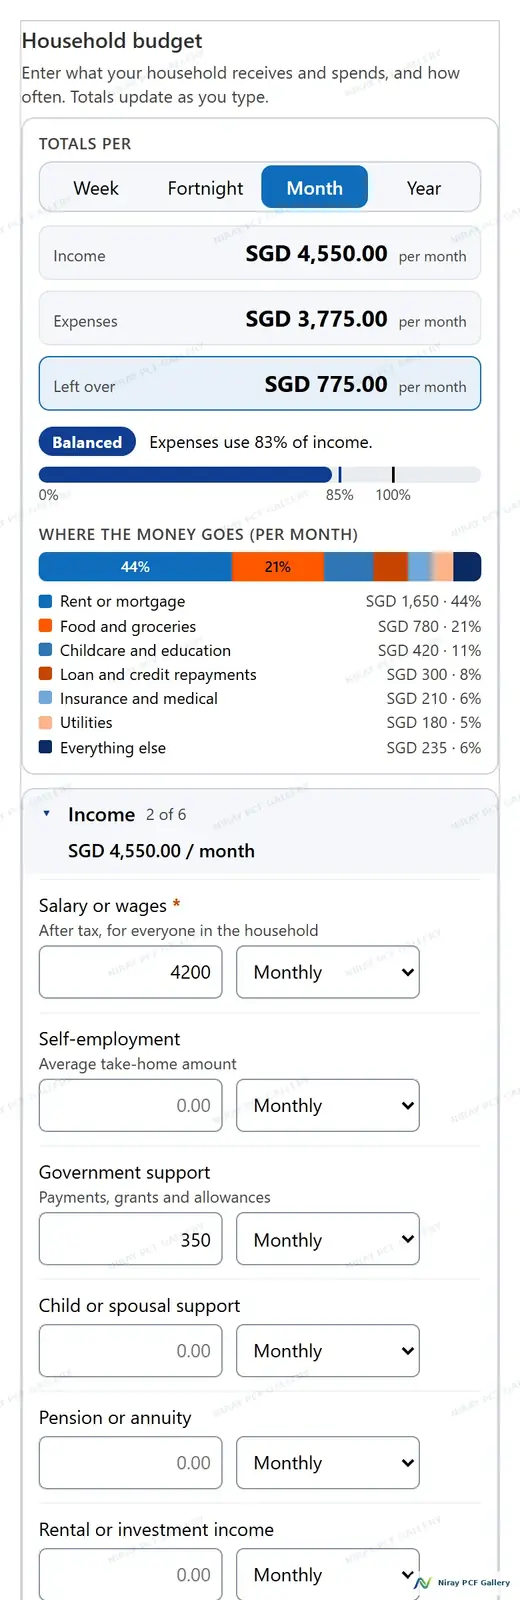 Household budget
Enter what your household receives and spends, and how
often. Totals update as you type.
TOTALS PER
Week Fortnight Month Year
Income SGD 4,550.00 per month
Expenses SGD 3,775.00 per month
Left over SGD 775.00 per month
Balanced Expenses use 83% of income.
0% 85% 100%
WHERE THE MONEY GOES (PER MONTH)
44% 21%
Rent or mortgage SGD 1,650 · 44%
Food and groceries SGD 780 · 21%
Childcare and education SGD 420 · 11%
Loan and credit repayments SGD 300 · 8%
Insurance and medical SGD 210 · 6%
Utilities SGD 180 · 5%
Everything else SGD 235 · 6%
Income 2 of 6
SGD 4,550.00 / month
Salary or wages *
After tax, for everyone in the household
4200 Monthly
Self-employment
Average take-home amount
0.00 Monthly
Government support
Payments, grants and allowances
350 Monthly
Child or spousal support
0.00 Monthly
Pension or annuity
0.00 Monthly
Rental or investment income
0.00 Monthly
Niray PCF Gallery